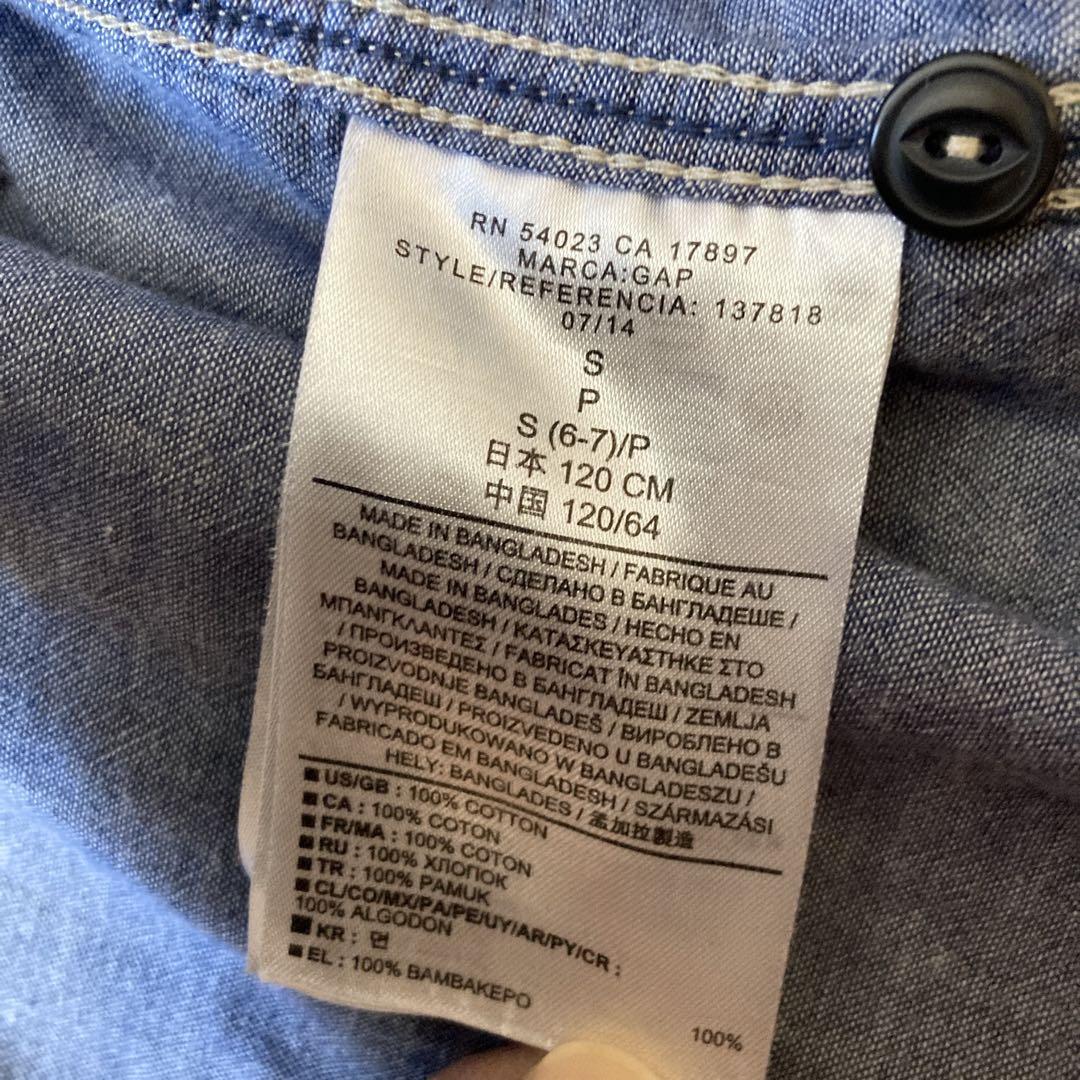 RN 54023 CA 17897
MARCA:GAP
STYLE/REFERENCIA: 137818
07/14
S
P
S (6-7)/P
日本 120 CM
中国 120/64
MADE IN BANGLADESH / FABRIQUE AU
BANGLADESH / СДЕЛАНО В БАНГЛАДЕШЕ /
MADE IN BANGLADES / HECHO EN
BANGLADESH / ΚΑΤΑΣΚΕΥΑΣΤΗΚΕ ΣΤΟ
ΜΠΑΝΓΚΛΑΝΤΕΣ / FABRICAT ÎN BANGLADESH
/ ПРОИЗВЕДЕНО В БАНГЛАДЕШ / ZEMLJA
PROIZVODNJE BANGLADEŠ / ВИРОБЛЕНО В
БАНГЛАДЕШ / PROIZVEDENO U BANGLADEŠU
/ WYPRODUKOWANO W BANGLADESZU /
FABRICADO EM BANGLADESH / SZÁRMAZÁSI
HELY: BANGLADES / 孟加拉製造
US/GB : 100% COTTON
CA : 100% COTON
FR/MA : 100% COTON
RU : 100% ХЛОПОК
TR : 100% PAMUK
CL/CO/MX/PA/PE/UY/AR/PY/CR :
100% ALGODON
KR : 면
100%
EL : 100% ΒΑΜΒΑΚΕΡΟ